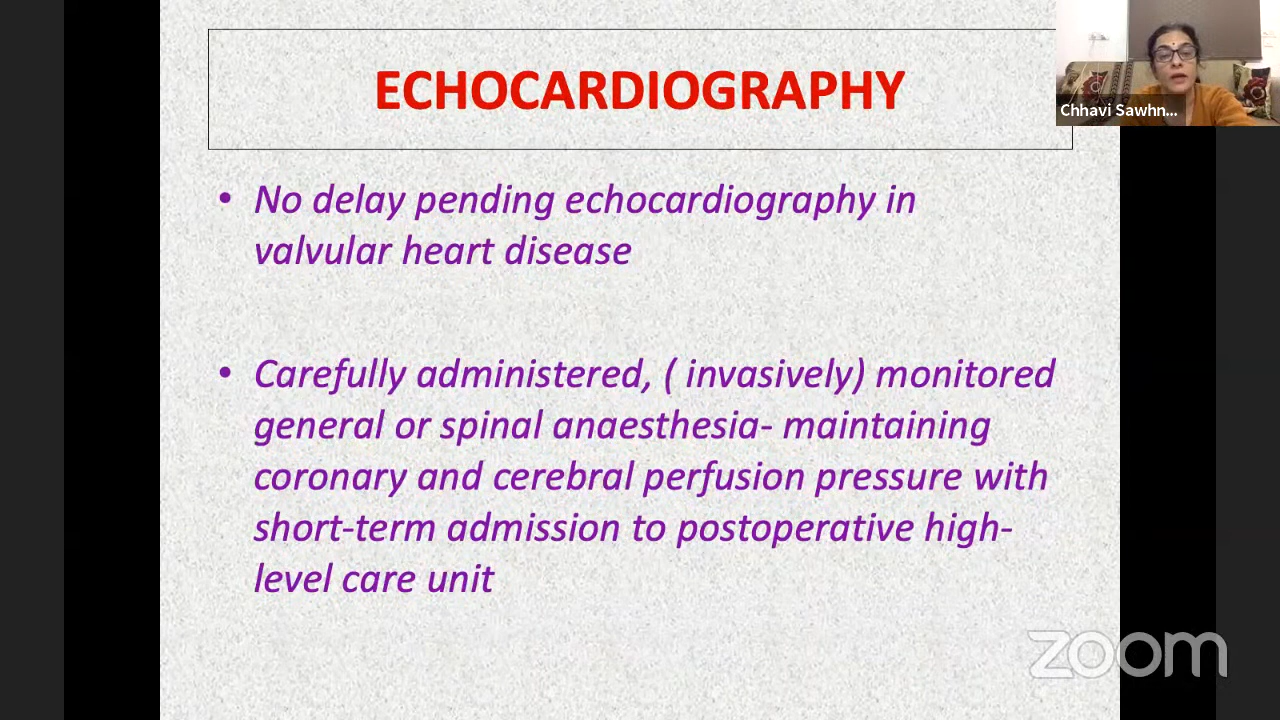 ECHOCARDIOGRAPHY
Chhavi Sawhn...
• No delay pending echocardiography in
valvular heart disease
• Carefully administered, ( invasively) monitored
general or spinal anaesthesia- maintaining
coronary and cerebral perfusion pressure with
short-term admission to postoperative high-
level care unit
zoom